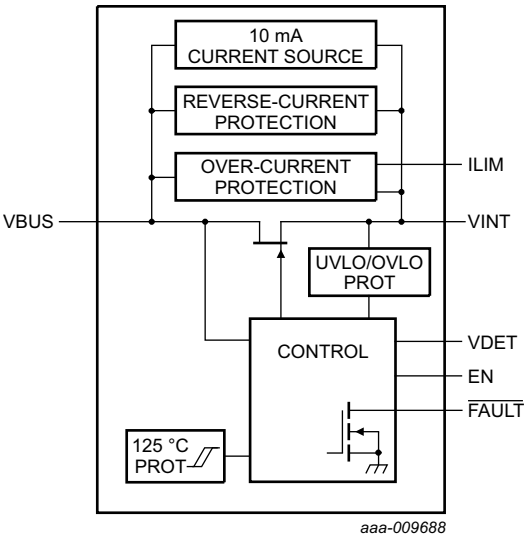 10 mA
CURRENT SOURCE
REVERSE-CURRENT
PROTECTION
OVER-CURRENT
PROTECTION
ILIM
VBUS
VINT
UVLO/OVLO
PROT
CONTROL
VDET
EN
FAULT
125 °C
PROT
aaa-009688